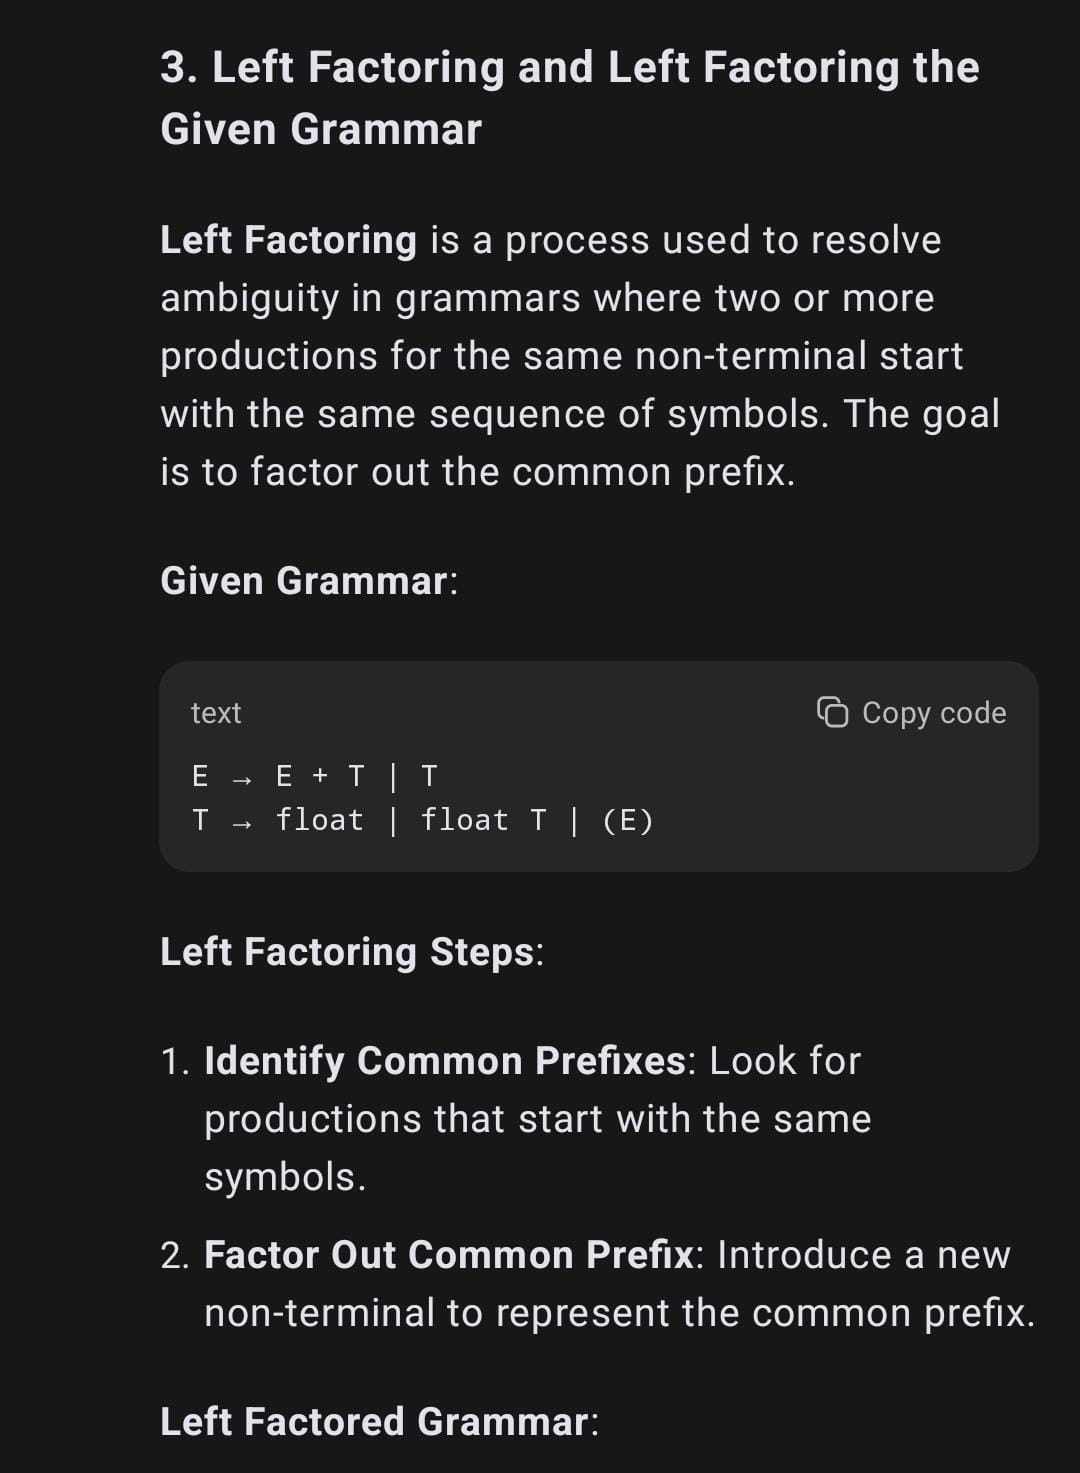 3. Left Factoring and Left Factoring the
Given Grammar
Left Factoring is a process used to resolve
ambiguity in grammars where two or more
productions for the same non-terminal start
with the same sequence of symbols. The goal
is to factor out the common prefix.
Given Grammar:
text Copy code
E → E + T | T
T → float | float T | (E)
Left Factoring Steps:
1. Identify Common Prefixes: Look for
productions that start with the same
symbols.
2. Factor Out Common Prefix: Introduce a new
non-terminal to represent the common prefix.
Left Factored Grammar: